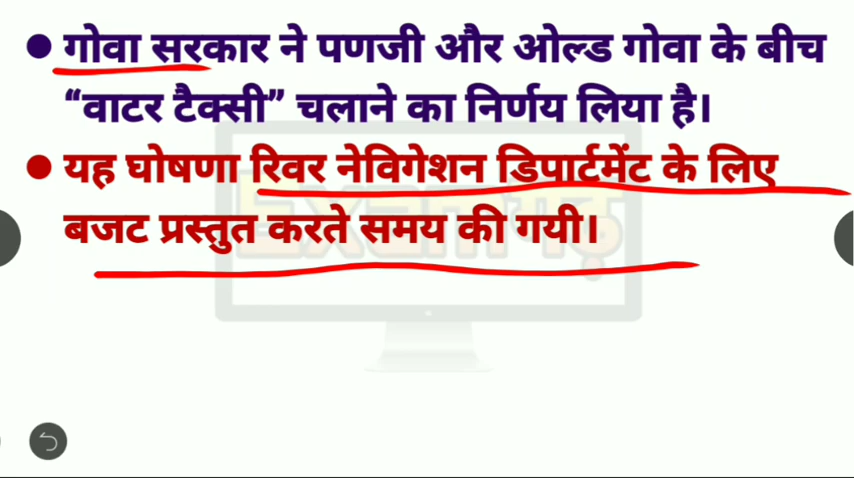 ● गोवा सरकार ने पणजी और ओल्ड गोवा के बीच
“वाटर टैक्सी” चलाने का निर्णय लिया है।
● यह घोषणा रिवर नेविगेशन डिपार्टमेंट के लिए
बजट प्रस्तुत करते समय की गयी।